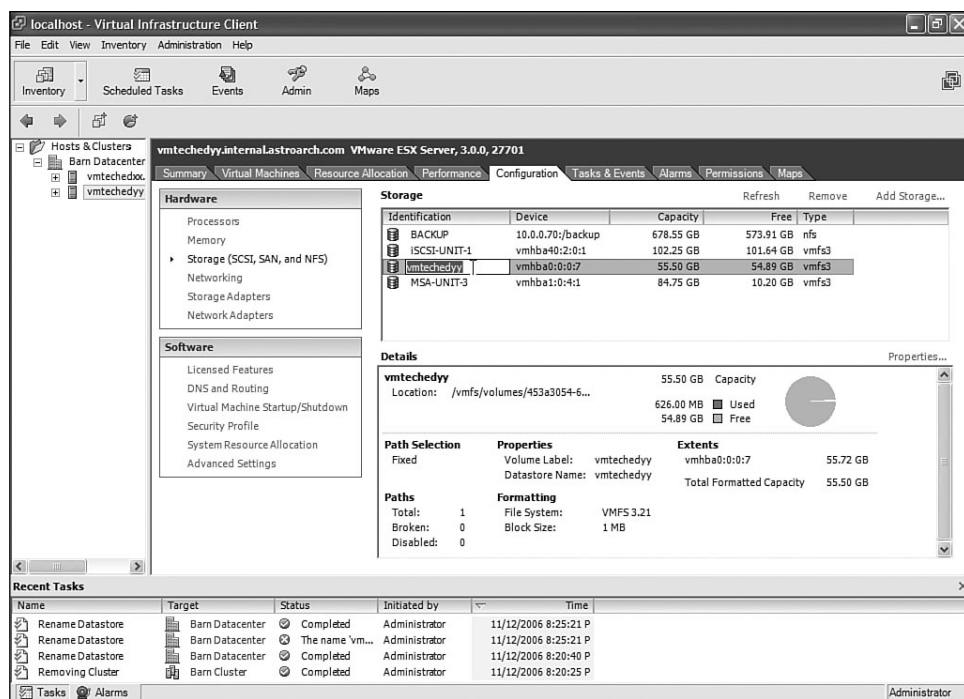 localhost - Virtual Infrastructure Client
File Edit View Inventory Administration Help
Inventory Scheduled Tasks Events Admin Maps
Hosts & Clusters
Barn Datacenter
vmtechedxx.
vmtechedyy
vmtechedyy.internal.astroarch.com VMware ESX Server, 3.0.0, 27701
Summary Virtual Machines Resource Allocation Performance Configuration Tasks & Events Alarms Permissions Maps
Hardware
Processors
Memory
Storage (SCSI, SAN, and NFS)
Networking
Storage Adapters
Network Adapters
Software
Licensed Features
DNS and Routing
Virtual Machine Startup/Shutdown
Security Profile
System Resource Allocation
Advanced Settings
Storage Refresh Remove Add Storage...
Identification Device Capacity Free Type
BACKUP 10.0.0.70:/backup 678.55 GB 573.91 GB nfs
iSCSI-UNIT-1 vmhba40:2:0:1 102.25 GB 101.64 GB vmfs3
vmtechedyy vmhba0:0:0:7 55.50 GB 54.89 GB vmfs3
MSA-UNIT-3 vmhba1:0:4:1 84.75 GB 10.20 GB vmfs3
Details Properties...
vmtechedyy 55.50 GB Capacity
Location: /vmfs/volumes/453a3054-6...
626.00 MB Used
54.89 GB Free
Path Selection Properties Extents
Fixed Volume Label: vmtechedyy vmhba0:0:0:7 55.72 GB
Datastore Name: vmtechedyy Total Formatted Capacity 55.50 GB
Paths Formatting
Total: 1 File System: VMFS 3.21
Broken: 0 Block Size: 1 MB
Disabled: 0
Recent Tasks
Name Target Status Initiated by Time
Rename Datastore Barn Datacenter Completed Administrator 11/12/2006 8:25:21 P
Rename Datastore Barn Datacenter The name 'vm... Administrator 11/12/2006 8:25:21 P
Rename Datastore Barn Datacenter Completed Administrator 11/12/2006 8:20:40 P
Removing Cluster Barn Cluster Completed Administrator 11/12/2006 8:20:25 P
Tasks Alarms Administrator